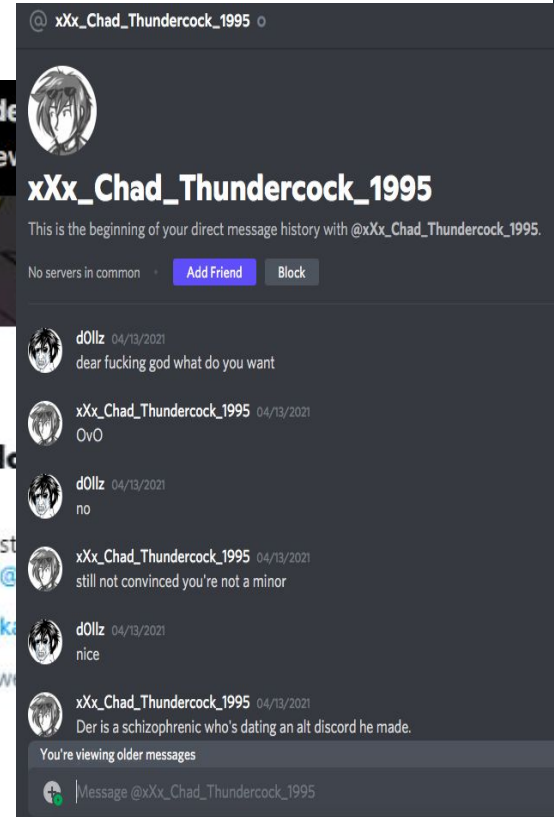 @ xXx_Chad_Thundercock_1995
xXx_Chad_Thundercock_1995
This is the beginning of your direct message history with @xXx_Chad_Thundercock_1995.
No servers in common
Add Friend
Block
d0llz 04/13/2021
dear fucking god what do you want
xXx_Chad_Thundercock_1995 04/13/2021
OvO
d0llz 04/13/2021
no
xXx_Chad_Thundercock_1995 04/13/2021
still not convinced you're not a minor
d0llz 04/13/2021
nice
xXx_Chad_Thundercock_1995 04/13/2021
Der is a schizophrenic who's dating an alt discord he made.
You're viewing older messages
Message @xXx_Chad_Thundercock_1995